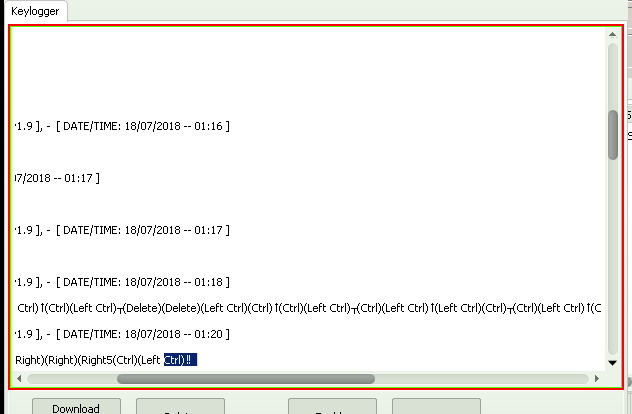 Keylogger
1.9 ], - [ DATE/TIME: 18/07/2018 -- 01:16 ]
07/2018 -- 01:17 ]
1.9 ], - [ DATE/TIME: 18/07/2018 -- 01:17 ]
1.9 ], - [ DATE/TIME: 18/07/2018 -- 01:18 ]
Ctrl)↑(Ctrl)(Left Ctrl)┬(Delete)(Delete)(Left Ctrl)(Ctrl)↑(Ctrl)(Left Ctrl)┬(Ctrl)(Left Ctrl)↑(Left Ctrl)(Ctrl)┬(Ctrl)(Left Ctrl)↑(C
1.9 ], - [ DATE/TIME: 18/07/2018 -- 01:20 ]
Right)(Right)(Right5(Ctrl)(Left Ctrl)‼
Download